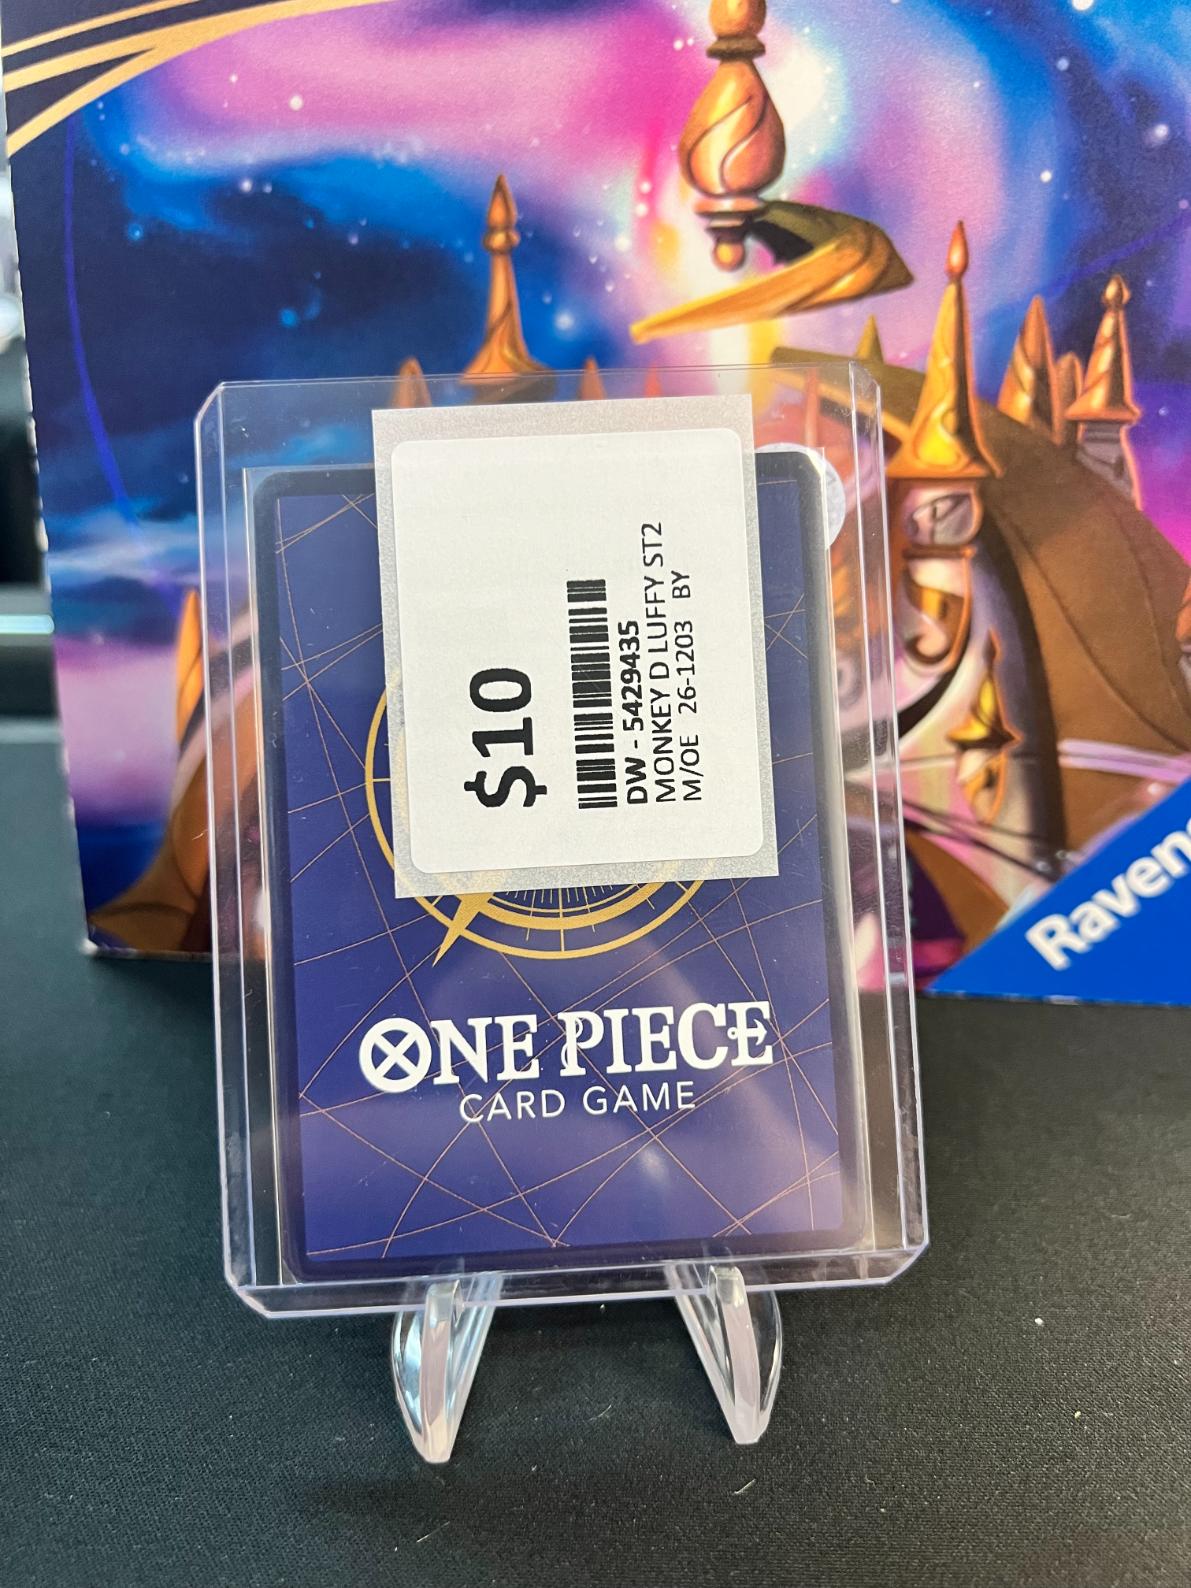 $10
DW - 5429435
MONKEY D LUFFY ST2
M/OE 26-1203 BY
ONE PIECE
CARD GAME
Raven